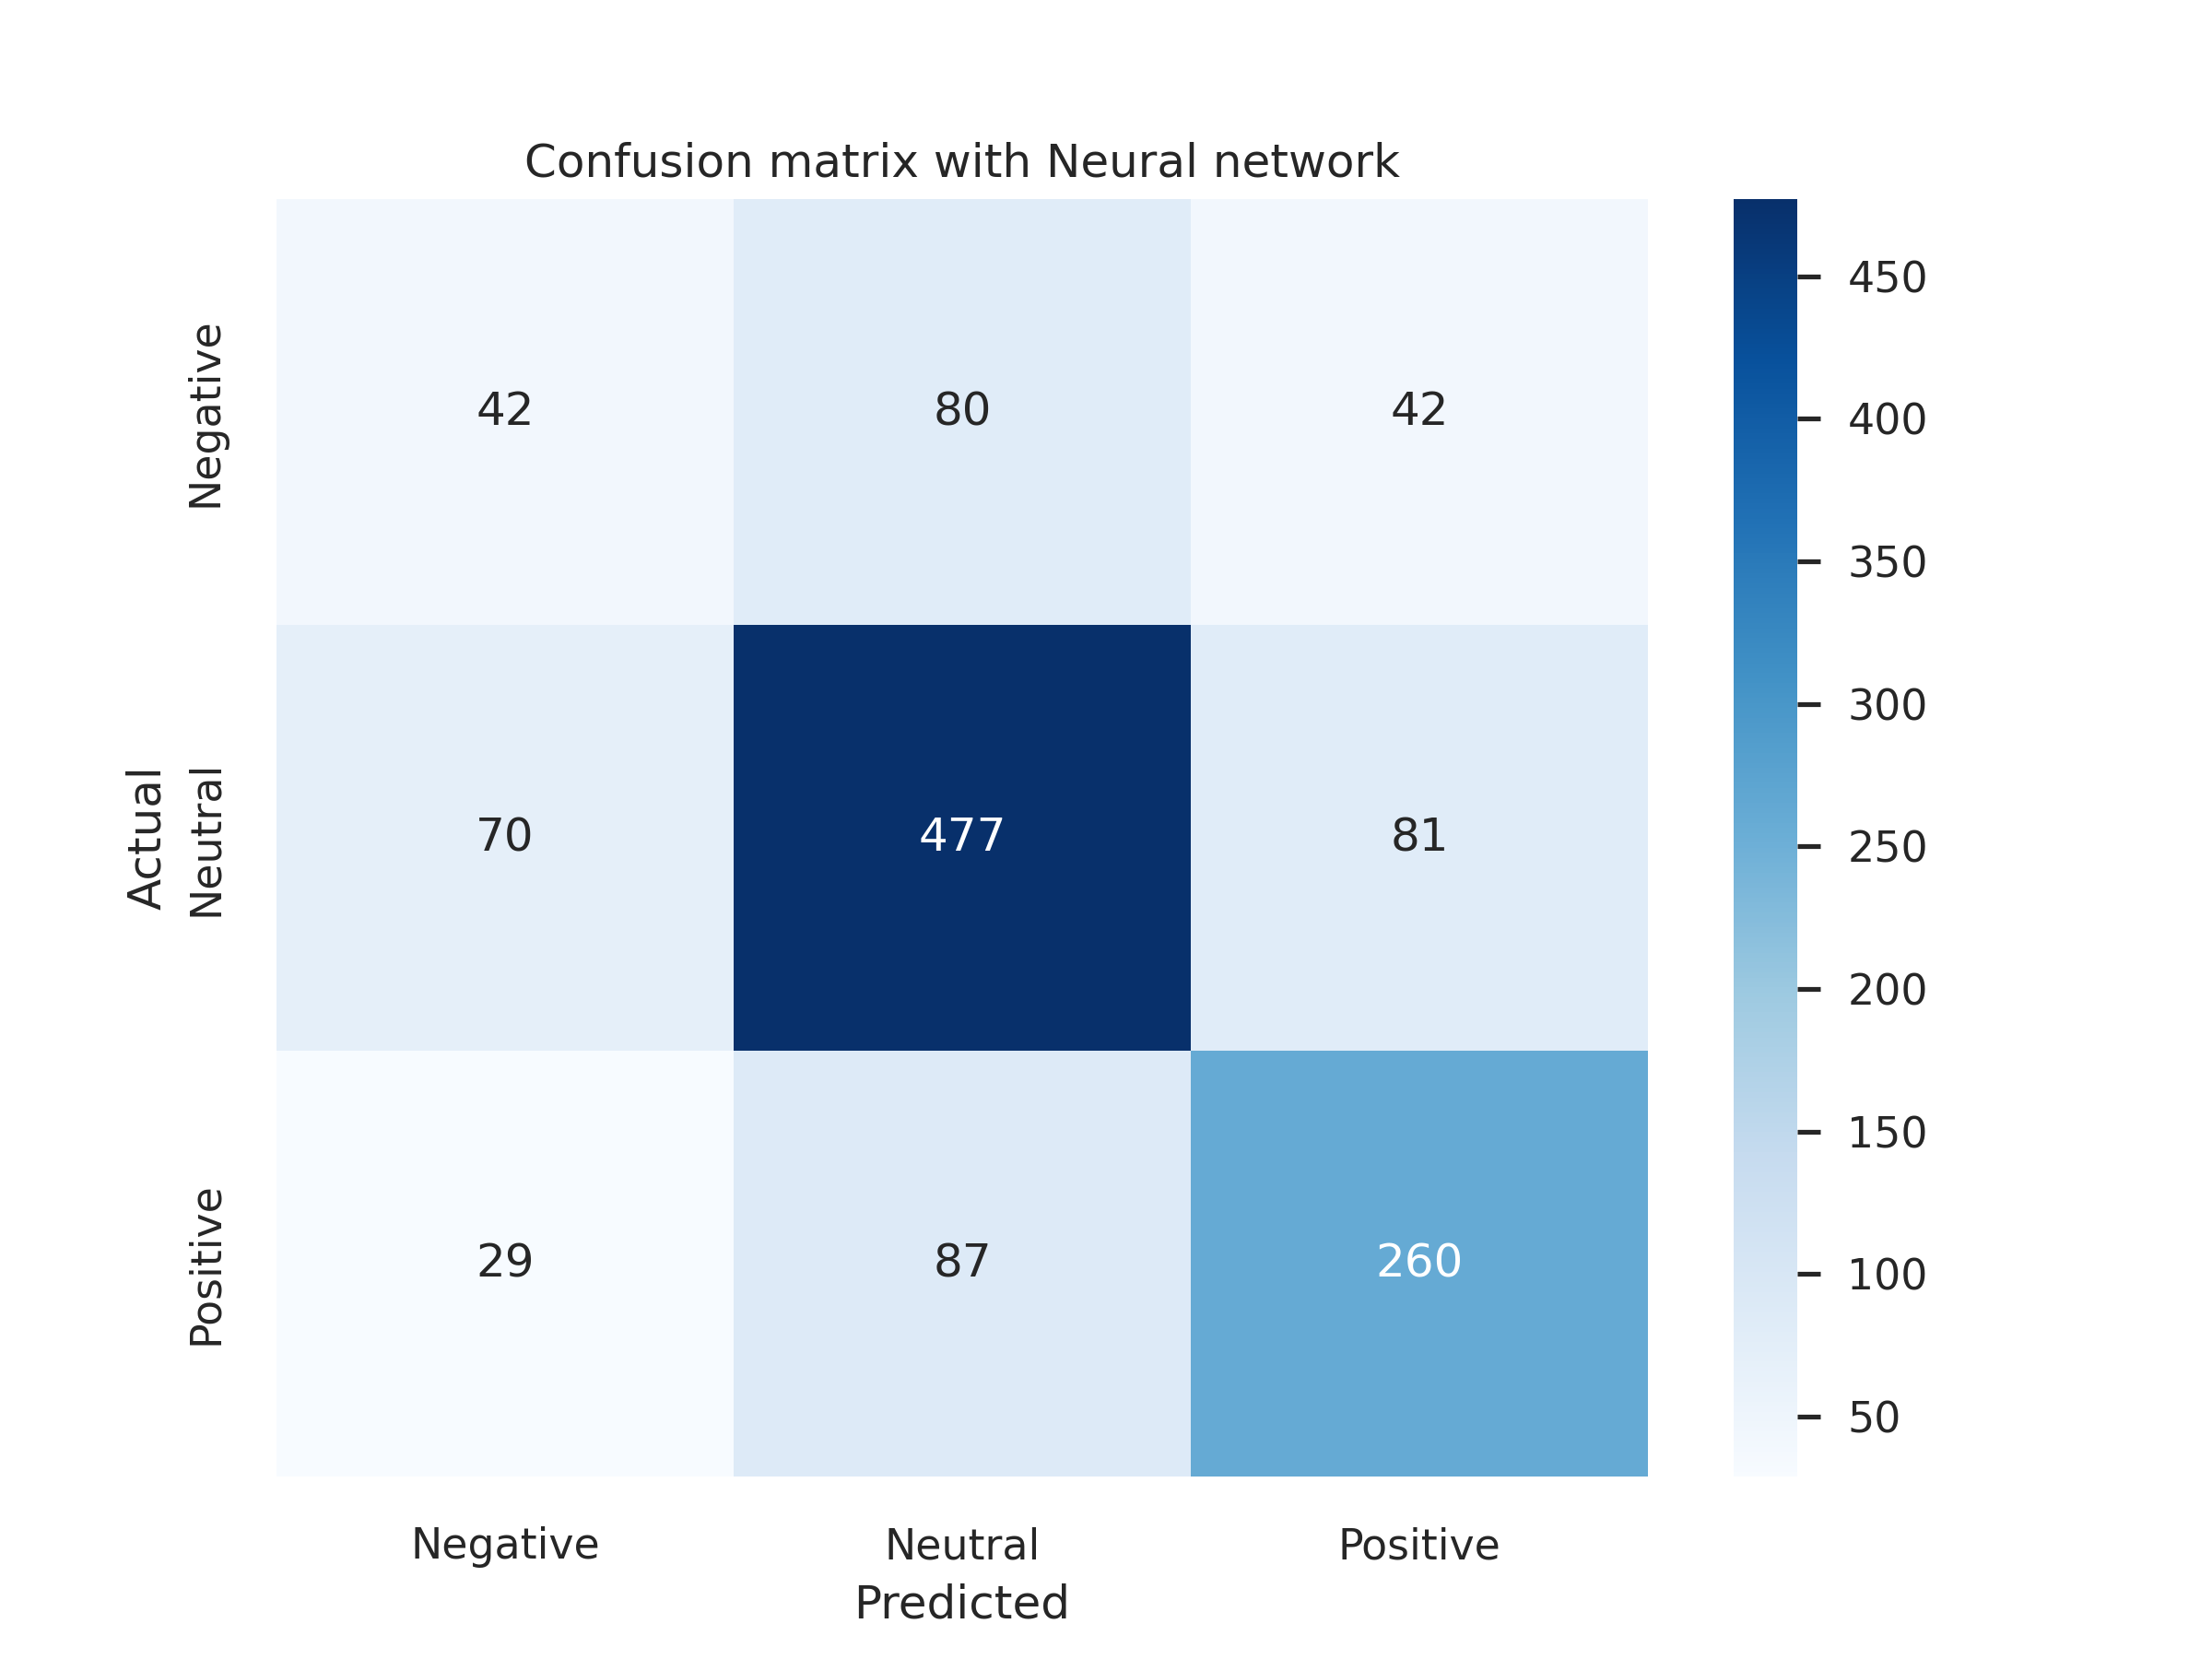 Confusion matrix with Neural network
Actual
Negative
42 80 42
Neutral
70 477 81
Positive
29 87 260
Negative Neutral Positive
Predicted
450
400
350
300
250
200
150
100
50